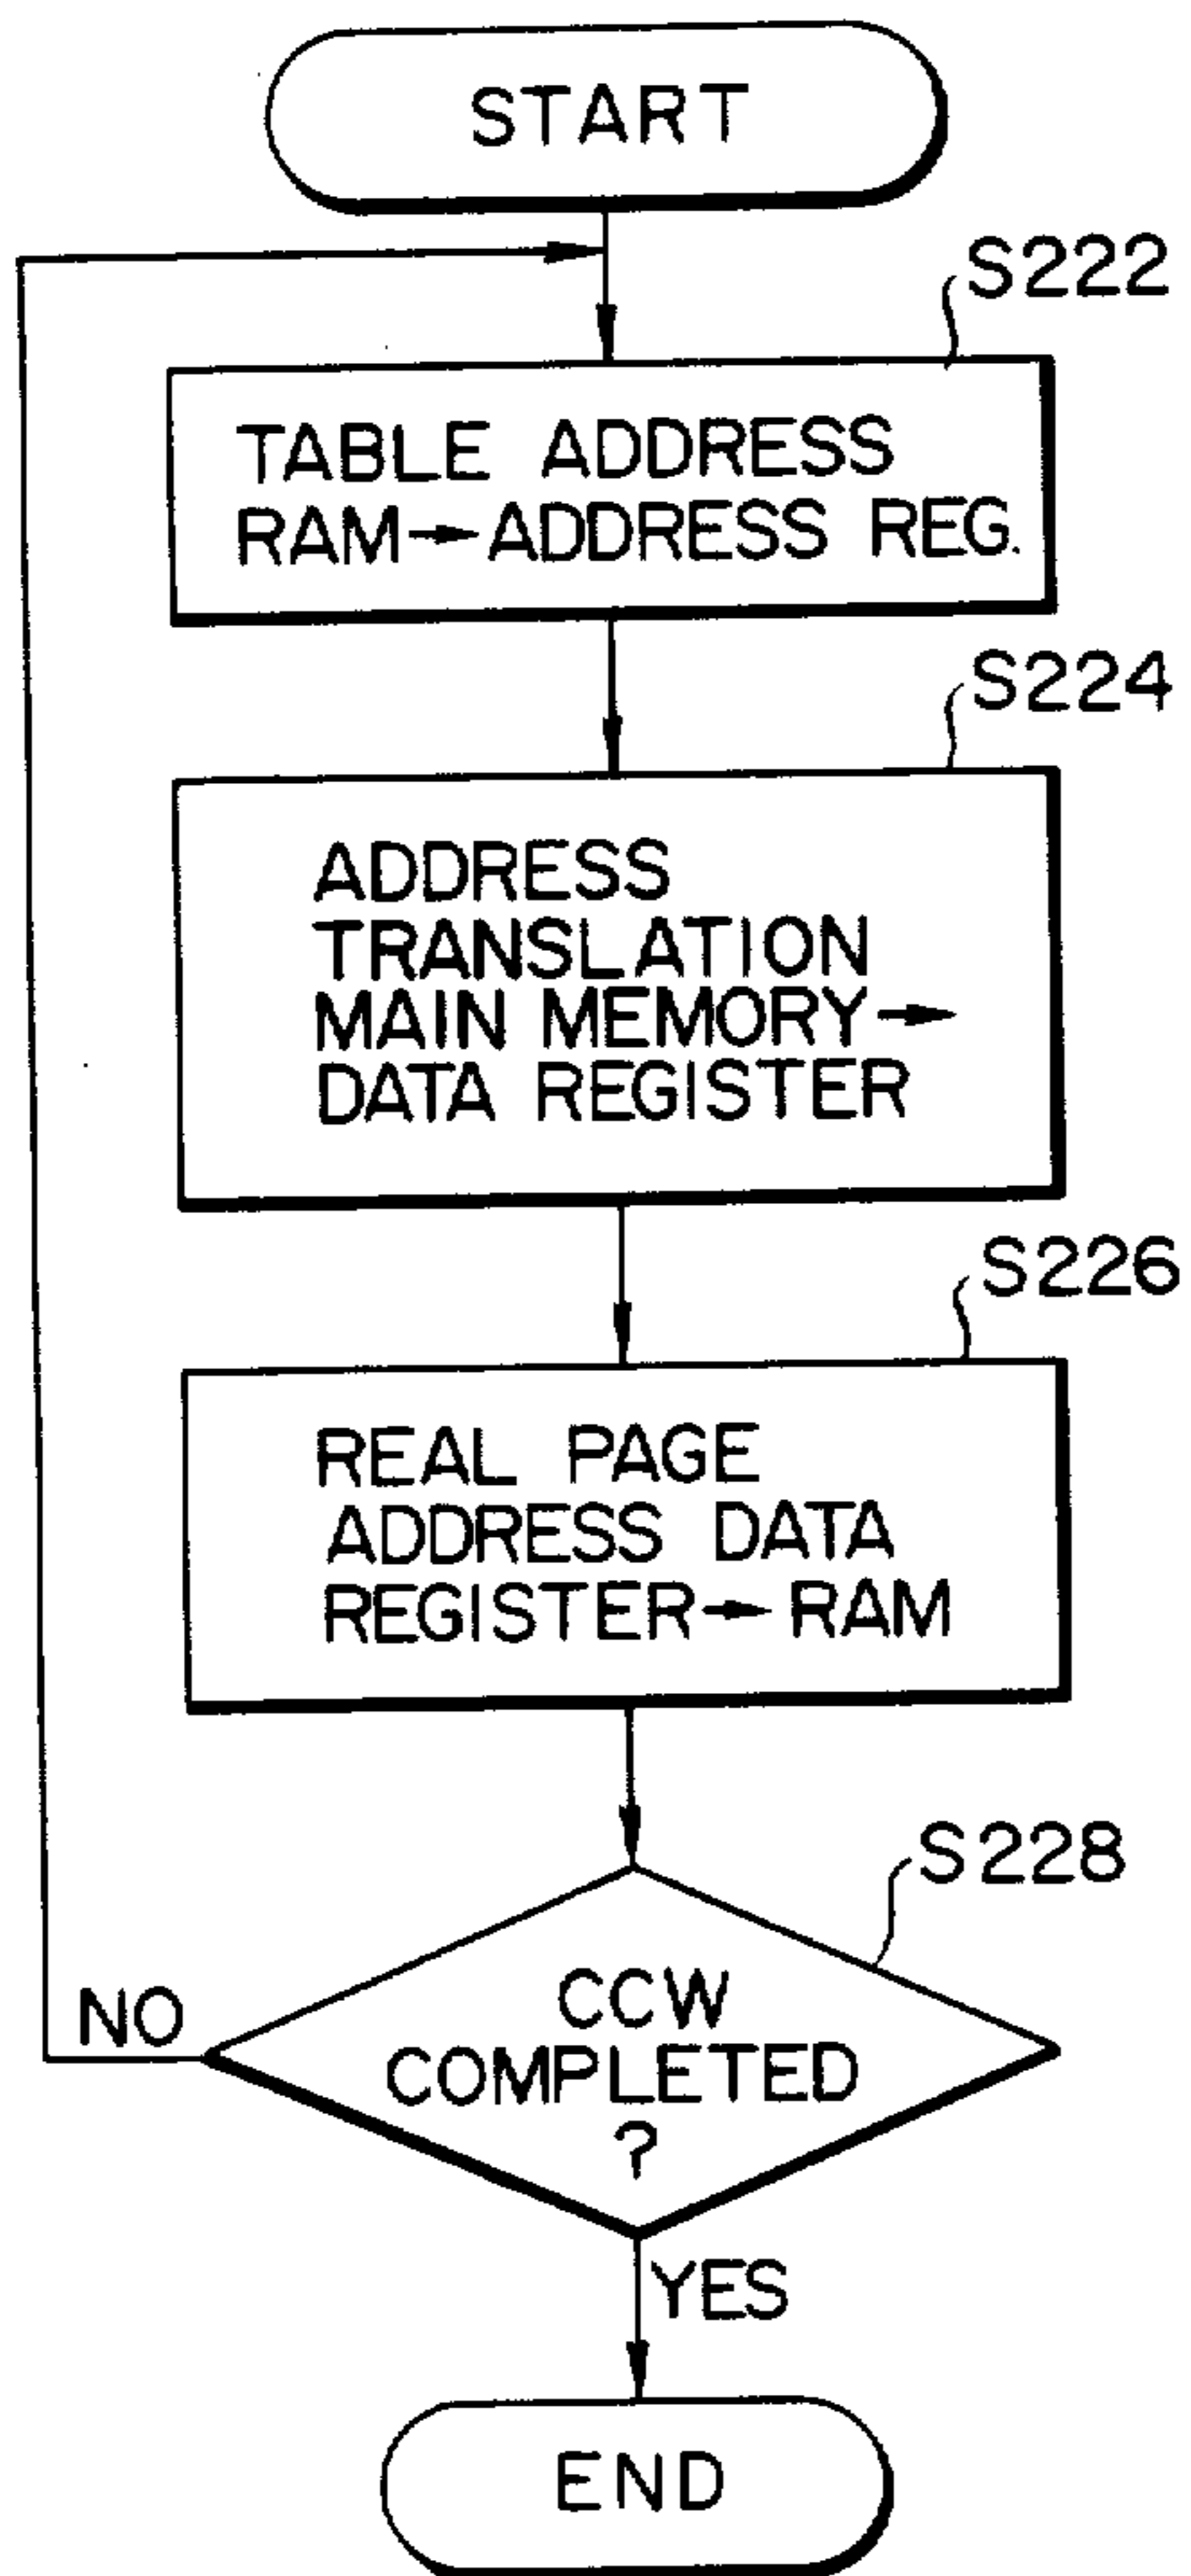 START
S222
TABLE ADDRESS
RAM→ADDRESS REG.
S224
ADDRESS
TRANSLATION
MAIN MEMORY→
DATA REGISTER
S226
REAL PAGE
ADDRESS DATA
REGISTER→RAM
S228
CCW
COMPLETED
?
NO
YES
END